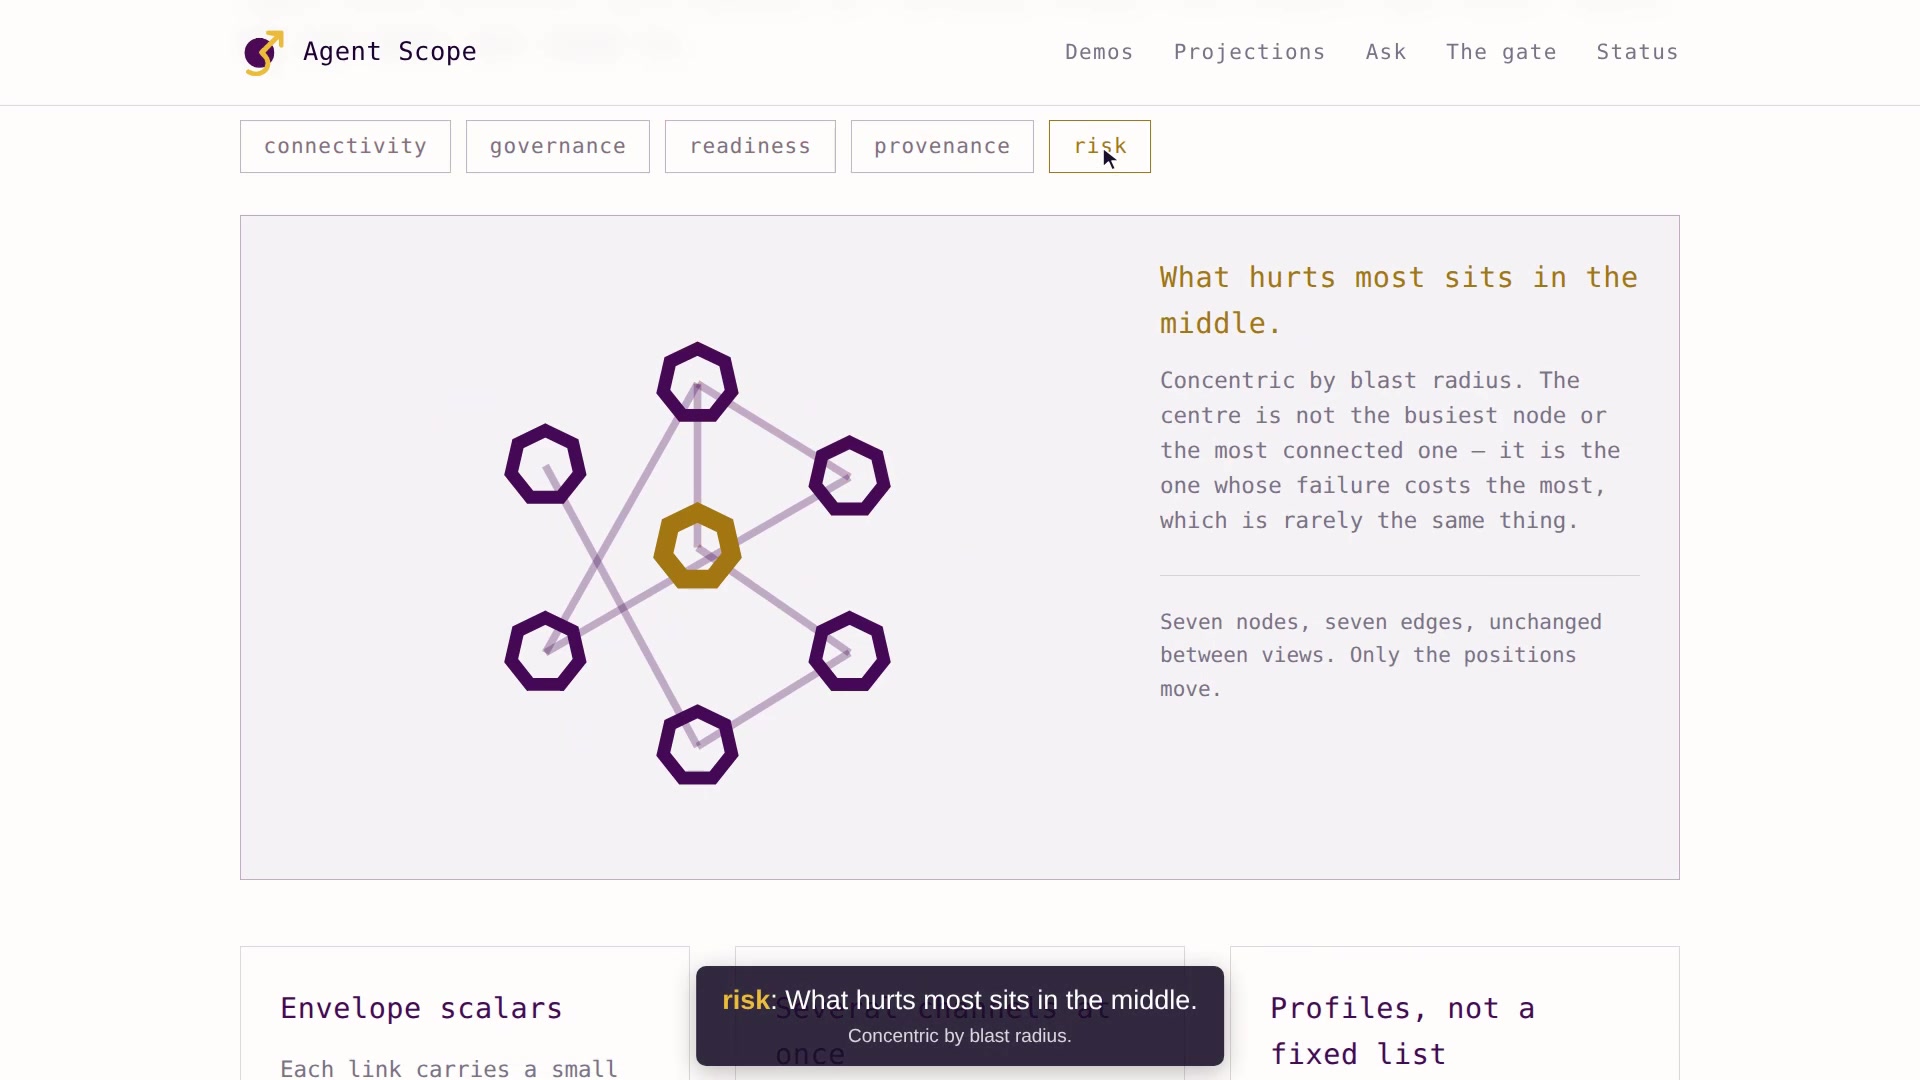 Agent Scope
Demos Projections Ask The gate Status
connectivity governance readiness provenance risk
What hurts most sits in the
middle.
Concentric by blast radius. The
centre is not the busiest node or
the most connected one — it is the
one whose failure costs the most,
which is rarely the same thing.
Seven nodes, seven edges, unchanged
between views. Only the positions
move.
Envelope scalars
Each link carries a small
Several channels at
once
Profiles, not a
fixed list
risk: What hurts most sits in the middle.
Concentric by blast radius.